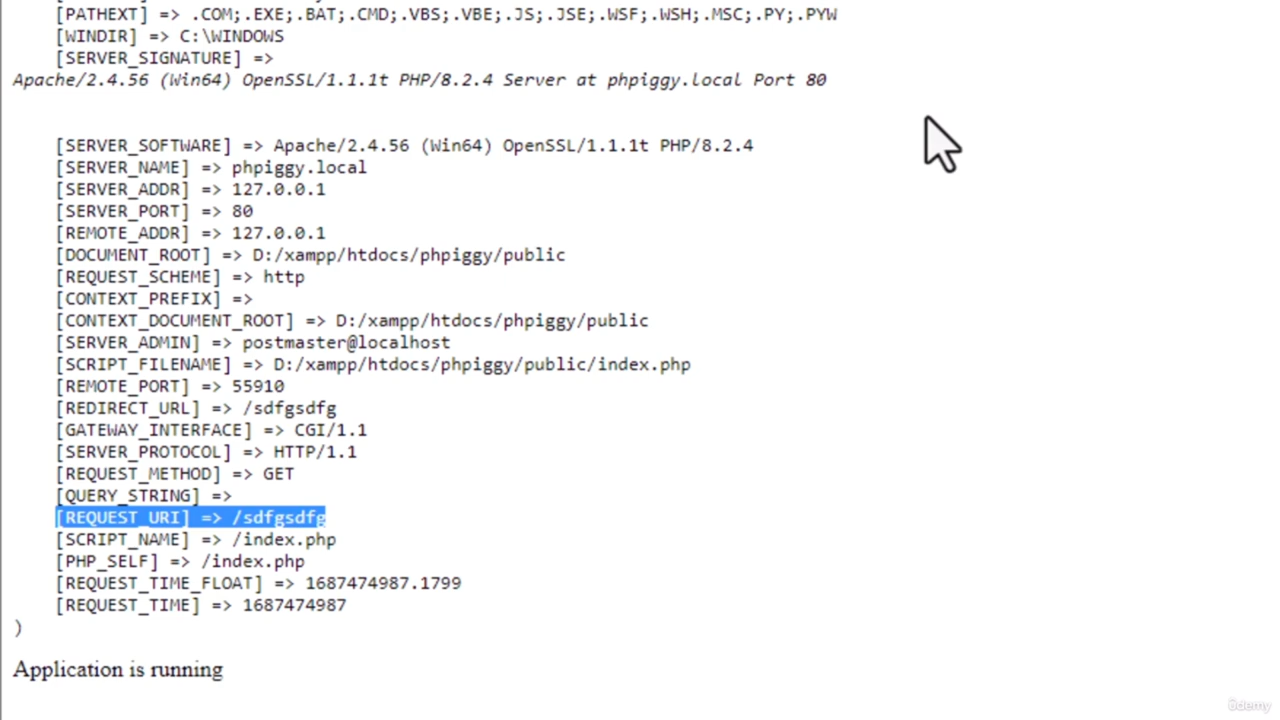 [PATHEXT] => .COM;.EXE;.BAT;.CMD;.VBS;.VBE;.JS;.JSE;.WSF;.WSH;.MSC;.PY;.PYW
[WINDIR] => C:\WINDOWS
[SERVER_SIGNATURE] =>
Apache/2.4.56 (Win64) OpenSSL/1.1.1t PHP/8.2.4 Server at phpiggy.local Port 80
[SERVER_SOFTWARE] => Apache/2.4.56 (Win64) OpenSSL/1.1.1t PHP/8.2.4
[SERVER_NAME] => phpiggy.local
[SERVER_ADDR] => 127.0.0.1
[SERVER_PORT] => 80
[REMOTE_ADDR] => 127.0.0.1
[DOCUMENT_ROOT] => D:/xampp/htdocs/phpiggy/public
[REQUEST_SCHEME] => http
[CONTEXT_PREFIX] =>
[CONTEXT_DOCUMENT_ROOT] => D:/xampp/htdocs/phpiggy/public
[SERVER_ADMIN] => postmaster@localhost
[SCRIPT_FILENAME] => D:/xampp/htdocs/phpiggy/public/index.php
[REMOTE_PORT] => 55910
[REDIRECT_URL] => /sdfgsdfg
[GATEWAY_INTERFACE] => CGI/1.1
[SERVER_PROTOCOL] => HTTP/1.1
[REQUEST_METHOD] => GET
[QUERY_STRING] =>
[REQUEST_URI] => /sdfgsdfg
[SCRIPT_NAME] => /index.php
[PHP_SELF] => /index.php
[REQUEST_TIME_FLOAT] => 1687474987.1799
[REQUEST_TIME] => 1687474987
)
Application is running
ûdemy